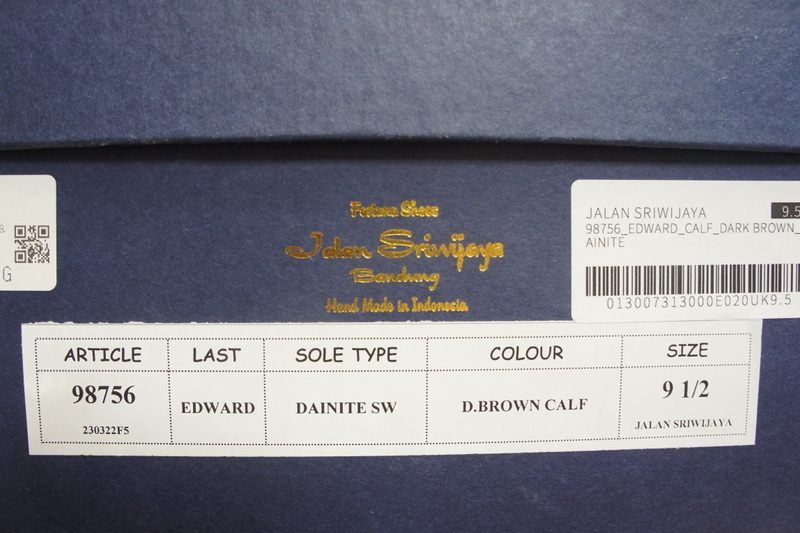 Fortuna Shoes
Jalan Sriwijaya
Bandung
Hand Made in Indonesia
B.
G
JALAN SRIWIJAYA
9.5
98756_EDWARD_CALF_DARK BROWN_
AINITE
013007313000E020UK9.5
ARTICLE LAST SOLE TYPE COLOUR SIZE
98756 EDWARD DAINITE SW D.BROWN CALF 9 1/2
230322F5 JALAN SRIWIJAYA